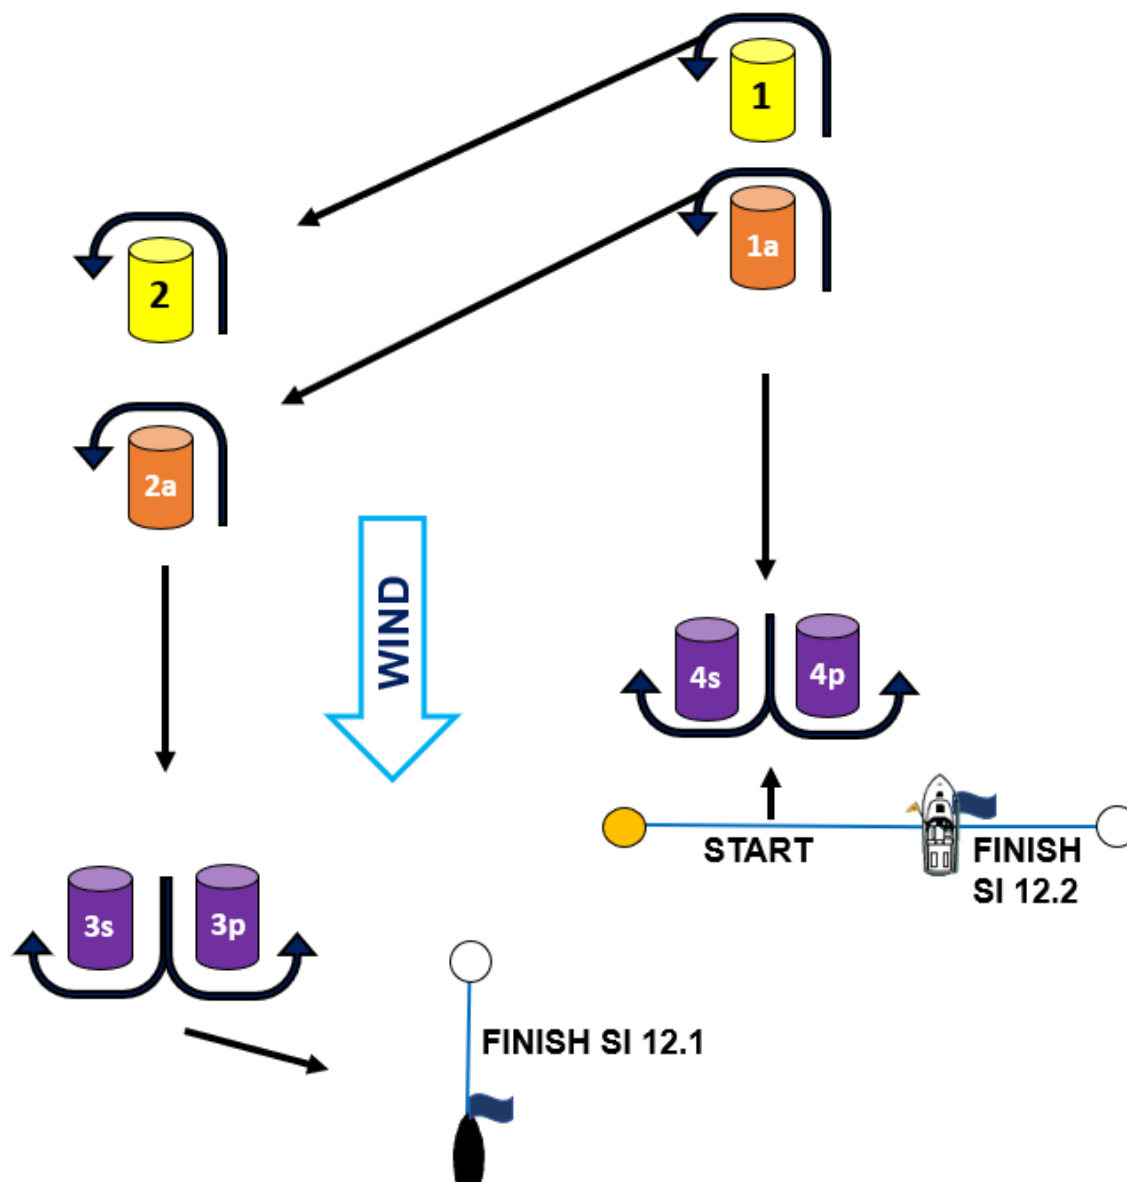 1
1a
2
2a
WIND
4s
4p
START
FINISH
SI 12.2
3s
3p
FINISH SI 12.1